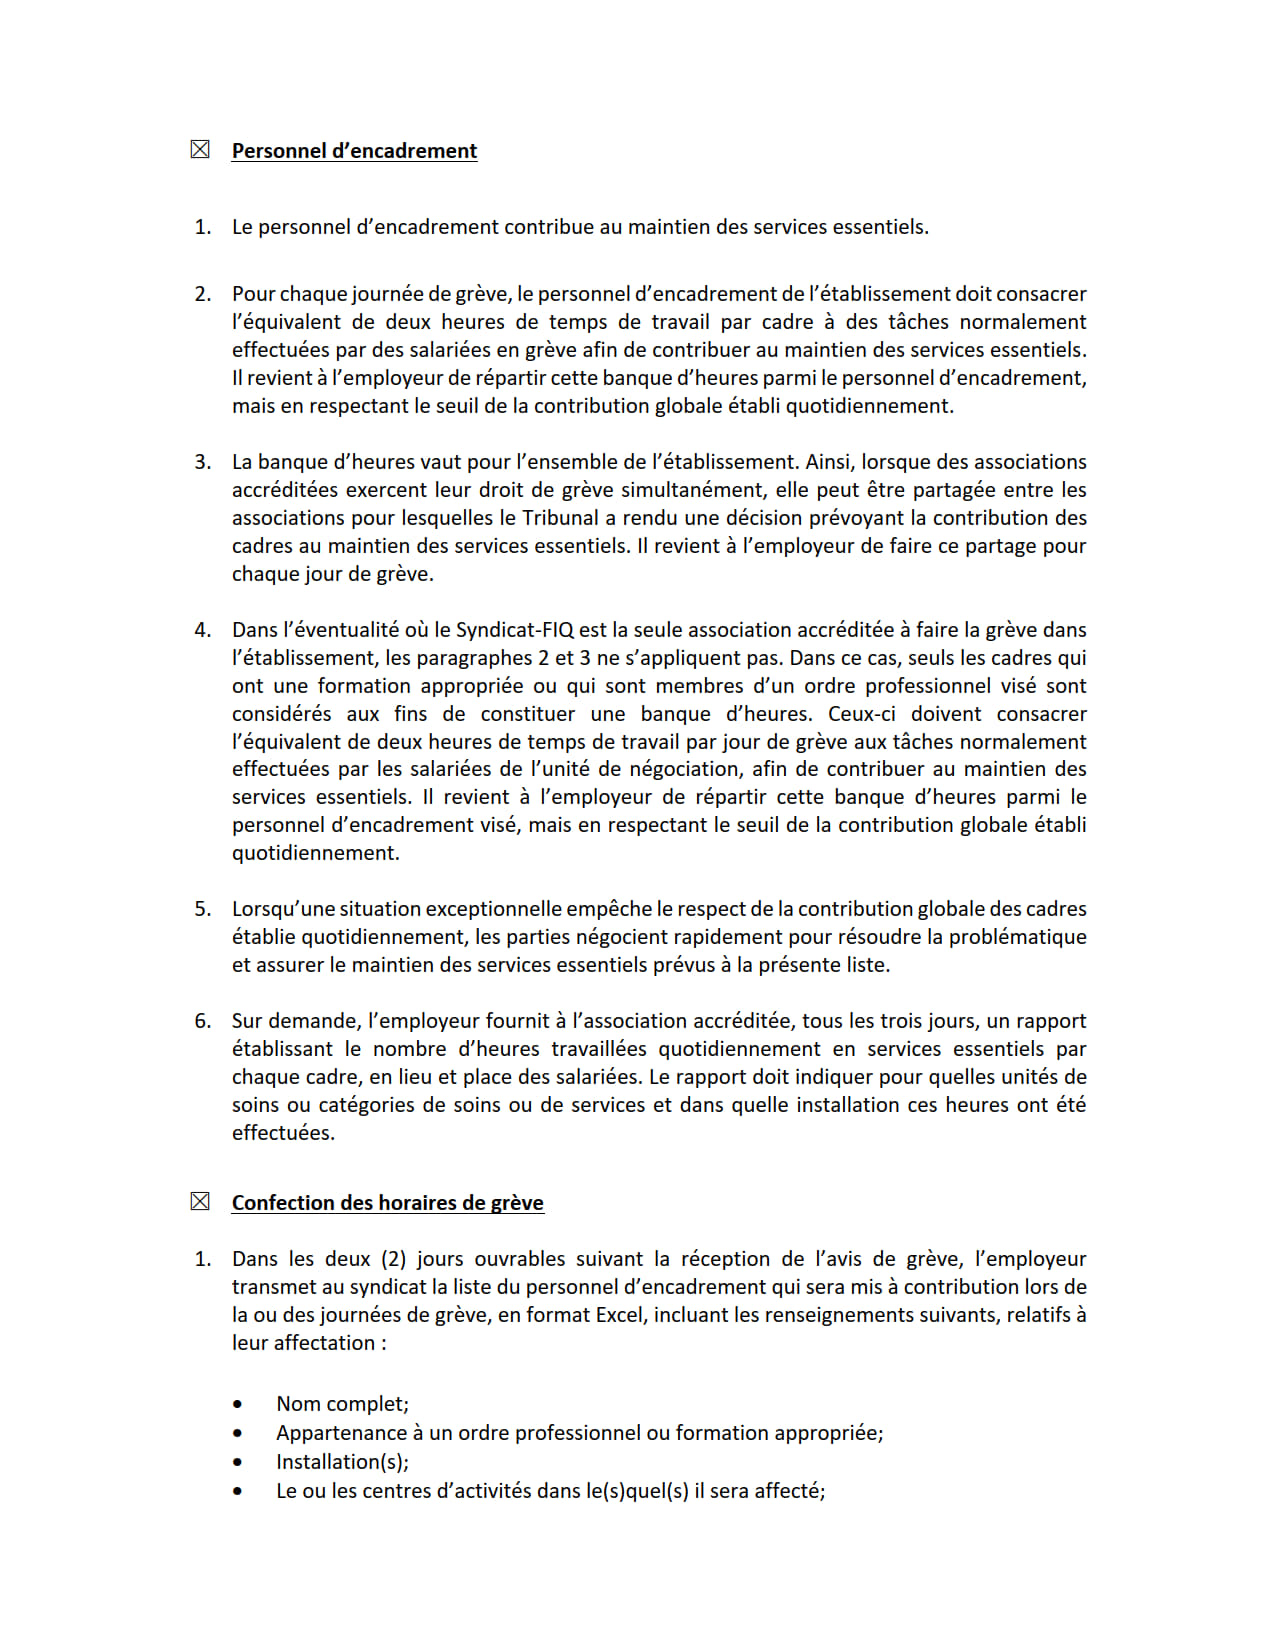 ☒ Personnel d’encadrement
1. Le personnel d’encadrement contribue au maintien des services essentiels.
2. Pour chaque journée de grève, le personnel d’encadrement de l’établissement doit consacrer
l’équivalent de deux heures de temps de travail par cadre à des tâches normalement
effectuées par des salariées en grève afin de contribuer au maintien des services essentiels.
Il revient à l’employeur de répartir cette banque d’heures parmi le personnel d’encadrement,
mais en respectant le seuil de la contribution globale établi quotidiennement.
3. La banque d’heures vaut pour l’ensemble de l’établissement. Ainsi, lorsque des associations
accréditées exercent leur droit de grève simultanément, elle peut être partagée entre les
associations pour lesquelles le Tribunal a rendu une décision prévoyant la contribution des
cadres au maintien des services essentiels. Il revient à l’employeur de faire ce partage pour
chaque jour de grève.
4. Dans l’éventualité où le Syndicat-FIQ est la seule association accréditée à faire la grève dans
l’établissement, les paragraphes 2 et 3 ne s’appliquent pas. Dans ce cas, seuls les cadres qui
ont une formation appropriée ou qui sont membres d’un ordre professionnel visé sont
considérés aux fins de constituer une banque d’heures. Ceux-ci doivent consacrer
l’équivalent de deux heures de temps de travail par jour de grève aux tâches normalement
effectuées par les salariées de l’unité de négociation, afin de contribuer au maintien des
services essentiels. Il revient à l’employeur de répartir cette banque d’heures parmi le
personnel d’encadrement visé, mais en respectant le seuil de la contribution globale établi
quotidiennement.
5. Lorsqu’une situation exceptionnelle empêche le respect de la contribution globale des cadres
établie quotidiennement, les parties négocient rapidement pour résoudre la problématique
et assurer le maintien des services essentiels prévus à la présente liste.
6. Sur demande, l’employeur fournit à l’association accréditée, tous les trois jours, un rapport
établissant le nombre d’heures travaillées quotidiennement en services essentiels par
chaque cadre, en lieu et place des salariées. Le rapport doit indiquer pour quelles unités de
soins ou catégories de soins ou de services et dans quelle installation ces heures ont été
effectuées.
☒ Confection des horaires de grève
1. Dans les deux (2) jours ouvrables suivant la réception de l’avis de grève, l’employeur
transmet au syndicat la liste du personnel d’encadrement qui sera mis à contribution lors de
la ou des journées de grève, en format Excel, incluant les renseignements suivants, relatifs à
leur affectation :
• Nom complet;
• Appartenance à un ordre professionnel ou formation appropriée;
• Installation(s);
• Le ou les centres d’activités dans le(s)quel(s) il sera affecté;